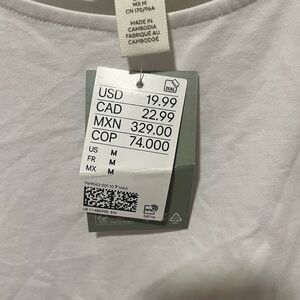 MX M
CN 170/96A
MADE IN
CAMBODIA
FABRIQUÉ AU
CAMBODGE
DUAL
USD 19.99
CAD 22.99
MXN 329.00
COP 74.000
US M
FR M
MX M